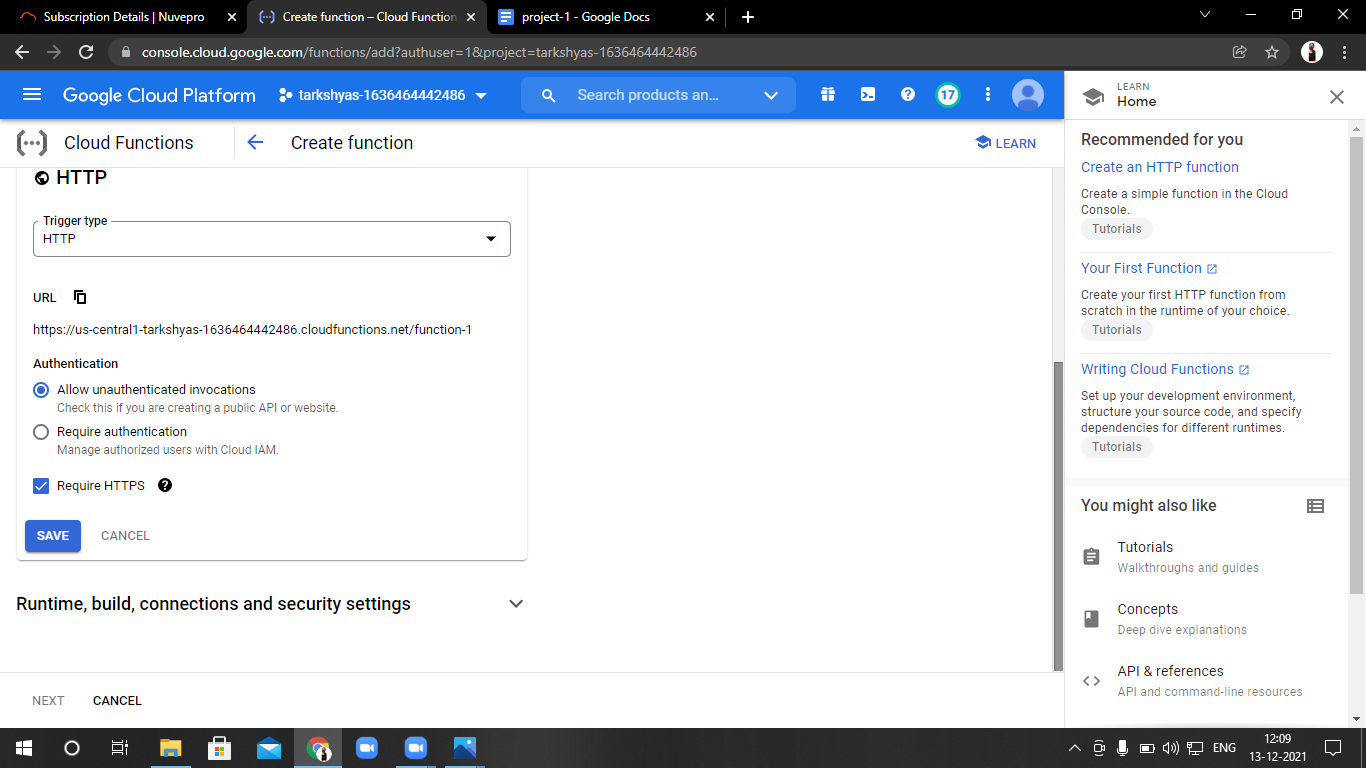 Subscription Details | Nuvepro
Create function – Cloud Function
project-1 - Google Docs
console.cloud.google.com/functions/add?authuser=1&project=tarkshyas-1636464442486
Google Cloud Platform
tarkshyas-1636464442486
Search products an...
17
LEARN
Home
Cloud Functions
Create function
LEARN
HTTP
Trigger type
HTTP
URL
https://us-central1-tarkshyas-1636464442486.cloudfunctions.net/function-1
Authentication
Allow unauthenticated invocations
Check this if you are creating a public API or website.
Require authentication
Manage authorized users with Cloud IAM.
Require HTTPS
SAVE
CANCEL
Runtime, build, connections and security settings
NEXT
CANCEL
Recommended for you
Create an HTTP function
Create a simple function in the Cloud
Console.
Tutorials
Your First Function
Create your first HTTP function from
scratch in the runtime of your choice.
Tutorials
Writing Cloud Functions
Set up your development environment,
structure your source code, and specify
dependencies for different runtimes.
Tutorials
You might also like
Tutorials
Walkthroughs and guides
Concepts
Deep dive explanations
API & references
API and command-line resources
ENG
12:09
13-12-2021